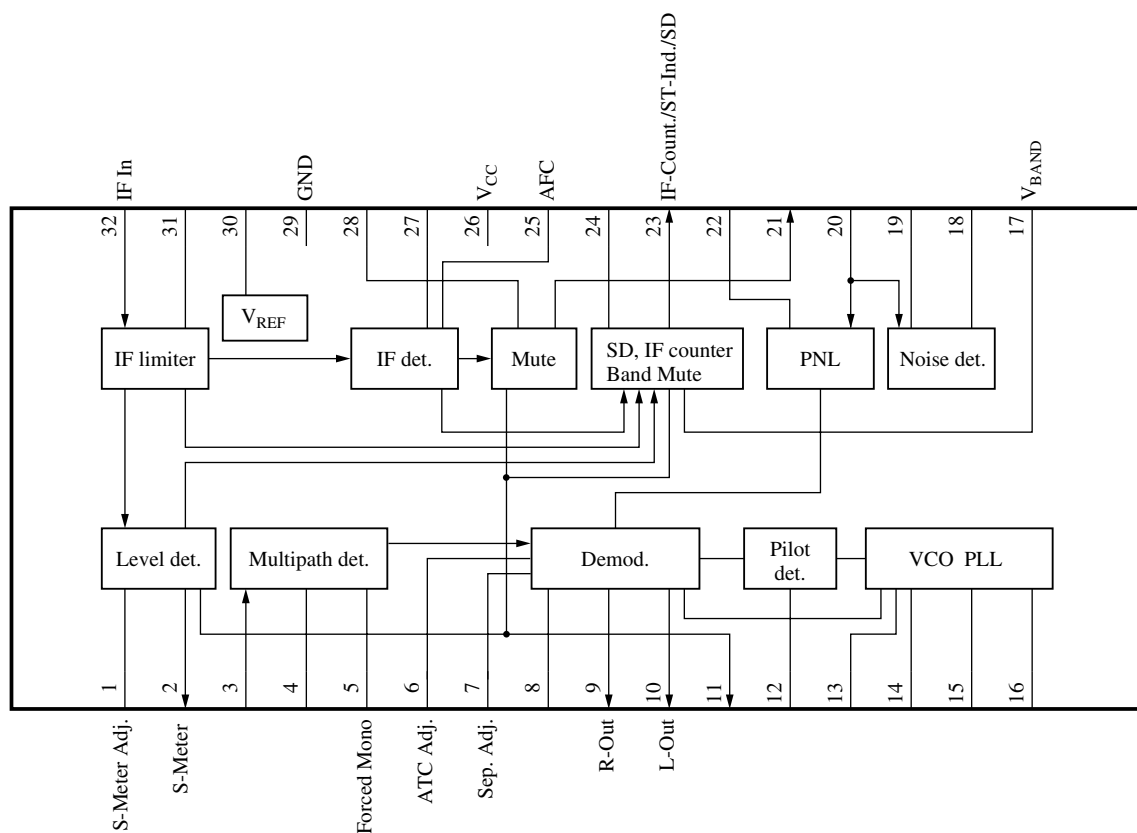 IF In
GND
V_CC
AFC
IF-Count./ST-Ind./SD
V_BAND
32
31
30
29
28
27
26
25
24
23
22
21
20
19
18
17
V_REF
IF limiter
IF det.
Mute
SD, IF counter
Band Mute
PNL
Noise det.
Level det.
Multipath det.
Demod.
Pilot
det.
VCO PLL
1
2
3
4
5
6
7
8
9
10
11
12
13
14
15
16
S-Meter Adj.
S-Meter
Forced Mono
ATC Adj.
Sep. Adj.
R-Out
L-Out